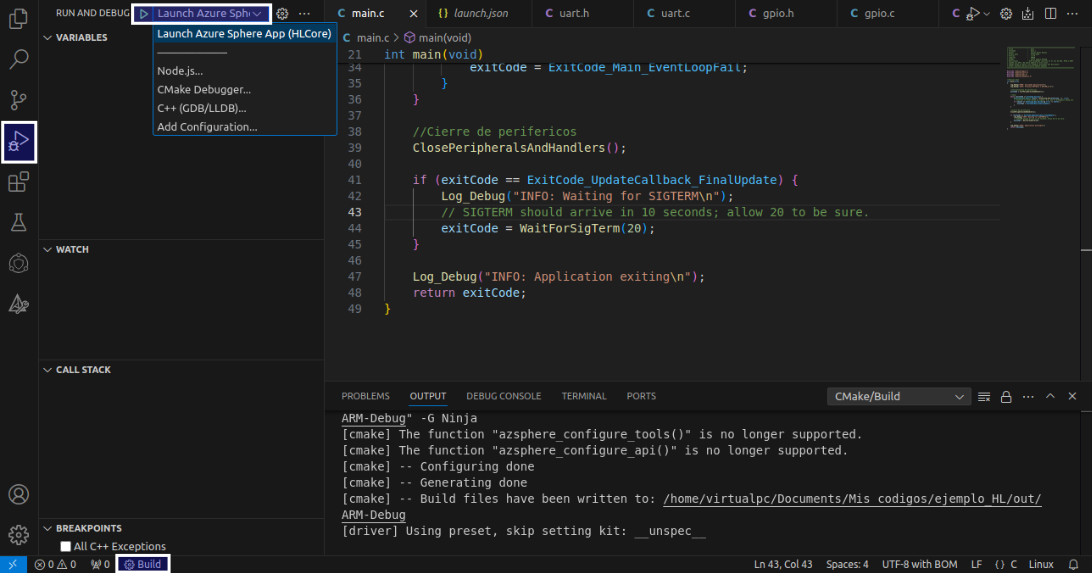 RUN AND DEBUG
Launch Azure Sphe
Launch Azure Sphere App (HLCore)
Node.js...
CMake Debugger...
C++ (GDB/LLDB)...
Add Configuration...
VARIABLES
WATCH
CALL STACK
BREAKPOINTS
All C++ Exceptions
C main.c
{} launch.json
C uart.h
C uart.c
C gpio.h
C gpio.c
C
C main.c > main(void)
21 int main(void)
34 exitCode = ExitCode_Main_EventLoopFail;
35 }
36 }
37
38 //Cierre de perifericos
39 ClosePeripheralsAndHandlers();
40
41 if (exitCode == ExitCode_UpdateCallback_FinalUpdate) {
42 Log_Debug("INFO: Waiting for SIGTERM\n");
43 // SIGTERM should arrive in 10 seconds; allow 20 to be sure.
44 exitCode = WaitForSigTerm(20);
45 }
46
47 Log_Debug("INFO: Application exiting\n");
48 return exitCode;
49 }
PROBLEMS OUTPUT DEBUG CONSOLE TERMINAL PORTS CMake/Build
ARM-Debug" -G Ninja
[cmake] The function "azsphere_configure_tools()" is no longer supported.
[cmake] The function "azsphere_configure_api()" is no longer supported.
[cmake] -- Configuring done
[cmake] -- Generating done
[cmake] -- Build files have been written to: /home/virtualpc/Documents/Mis codigos/ejemplo_HL/out/
ARM-Debug
[driver] Using preset, skip setting kit: __unspec__
0 0 0 Build Ln 43, Col 43 Spaces: 4 UTF-8 with BOM LF {} C Linux